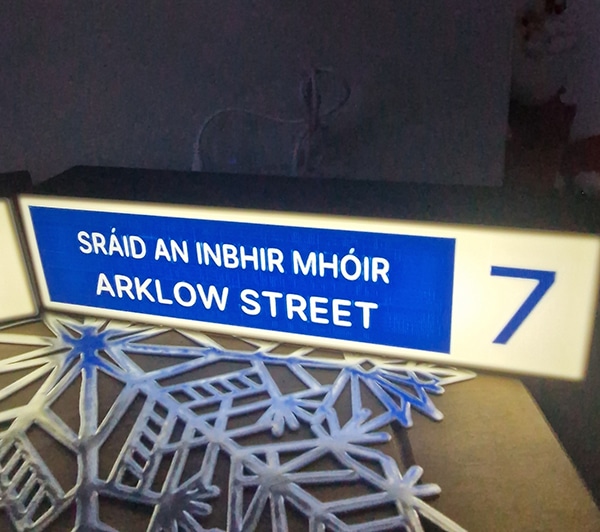 SRÁID AN INBHIR MHÓIR
ARKLOW STREET
7